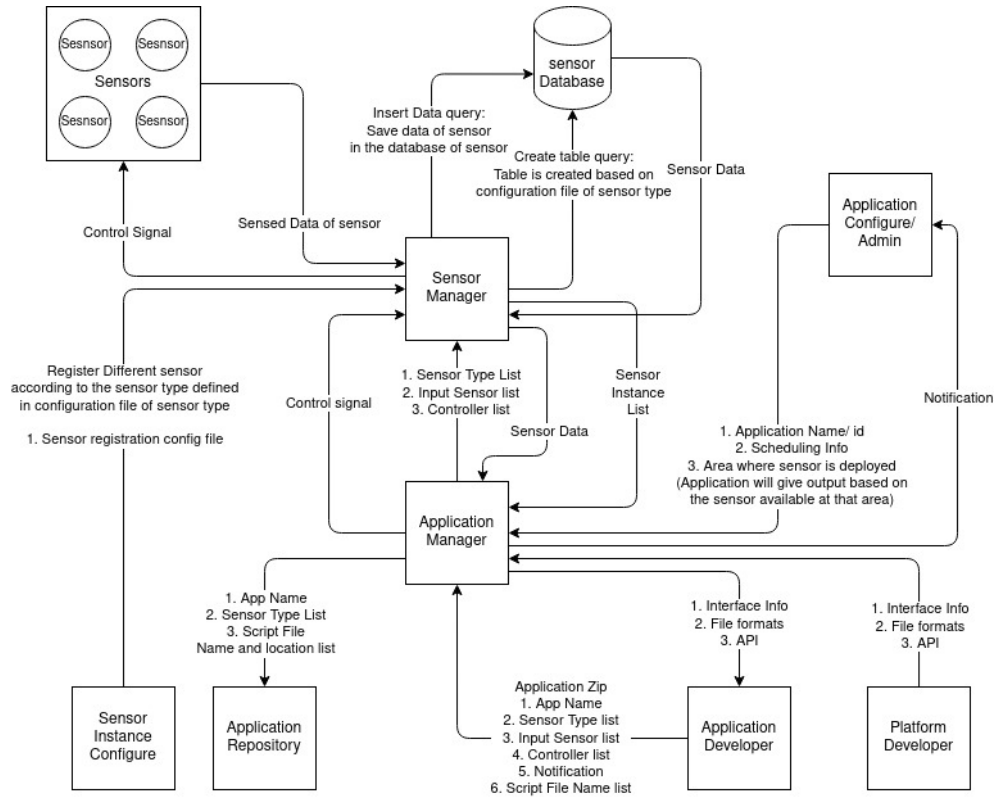 Sesnsor
Sesnsor
Sensors
Sesnsor
Sesnsor
sensor
Database
Insert Data query:
Save data of sensor
in the database of sensor
Create table query:
Table is created based on
configuration file of sensor type
Sensor Data
Application
Configure/
Admin
Control Signal
Sensed Data of sensor
Sensor
Manager
Register Different sensor
according to the sensor type defined
in configuration file of sensor type
1. Sensor registration config file
Control signal
1. Sensor Type List
2. Input Sensor list
3. Controller list
Sensor Data
Sensor
Instance
List
Notification
1. Application Name/ id
2. Scheduling Info
3. Area where sensor is deployed
(Application will give output based on
the sensor available at that area)
Application
Manager
1. App Name
2. Sensor Type List
3. Script File
Name and location list
1. Interface Info
2. File formats
3. API
1. Interface Info
2. File formats
3. API
Sensor
Instance
Configure
Application
Repository
Application Zip
1. App Name
2. Sensor Type list
3. Input Sensor list
4. Controller list
5. Notification
6. Script File Name list
Application
Developer
Platform
Developer